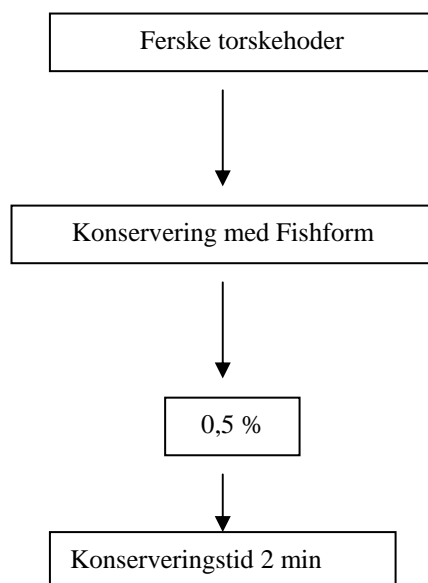 Ferske torskehoder
Konservering med Fishform
0,5 %
Konserveringstid 2 min